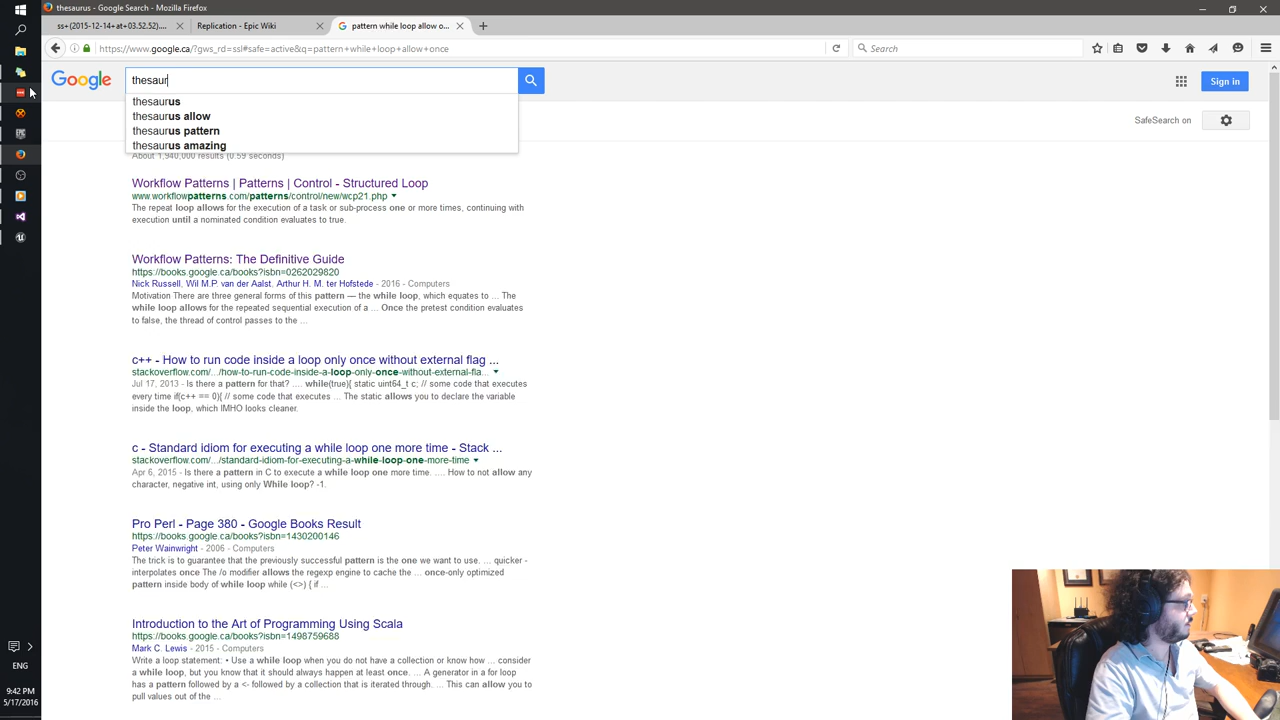 thesaurus - Mozilla Firefox
ss+(2015-12-14+at+03.52.52)....
Replication - Epic Wiki
pattern while loop allow o...
https://www.google.ca/?gws_rd=ssl#safe=active&q=pattern+while+loop+allow+once
Search
Google
thesaur
Sign in
thesaurus
thesaurus allow
thesaurus pattern
thesaurus amazing
SafeSearch on
About 1,940,000 results (0.59 seconds)
Workflow Patterns | Patterns | Control - Structured Loop
www.workflowpatterns.com/patterns/control/new/wcp21.php
The repeat loop allows for the execution of a task or sub-process one or more times, continuing with
execution until a nominated condition evaluates to true.
Workflow Patterns: The Definitive Guide
https://books.google.ca/books?isbn=0262029820
Nick Russell, Wil M.P. van der Aalst, Arthur H. M. ter Hofstede - 2016 - Computers
Motivation There are three general forms of this pattern — the while loop, which equates to ... The
while loop allows for the repeated sequential execution of a ... Once the pretest condition evaluates
to false, the thread of control passes to the ...
c++ - How to run code inside a loop only once without external flag ...
stackoverflow.com/.../how-to-run-code-inside-a-loop-only-once-without-external-fla...
Jul 17, 2013 - Is there a pattern for that? .... while(true){ static uint64_t c; // some code that executes
every time if(c++ == 0){ // some code that executes ... The static allows you to declare the variable
inside the loop, which IMHO looks cleaner.
c - Standard idiom for executing a while loop one more time - Stack ...
stackoverflow.com/.../standard-idiom-for-executing-a-while-loop-one-more-time
Apr 6, 2015 - Is there a pattern in C to execute a while loop one more time. .... How to not allow any
character, negative int, using only While loop? -1.
Pro Perl - Page 380 - Google Books Result
https://books.google.ca/books?isbn=1430200146
Peter Wainwright - 2006 - Computers
The trick is to guarantee that the previously successful pattern is the one we want to use. ... quicker -
interpolates once The /o modifier allows the regexp engine to cache the ... once-only optimized
pattern inside body of while loop while (<>) { if ...
Introduction to the Art of Programming Using Scala
https://books.google.ca/books?isbn=1498759688
Mark C. Lewis - 2015 - Computers
Write a loop statement: • Use a while loop when you do not have a collection or know how ... consider
a while loop, but you know that it should always happen at least once. ... A generator in a for loop
has a pattern followed by a <- followed by a collection that is iterated through. ... This can allow you to
pull values out of the ...
ENG
9:42 PM
5/17/2016